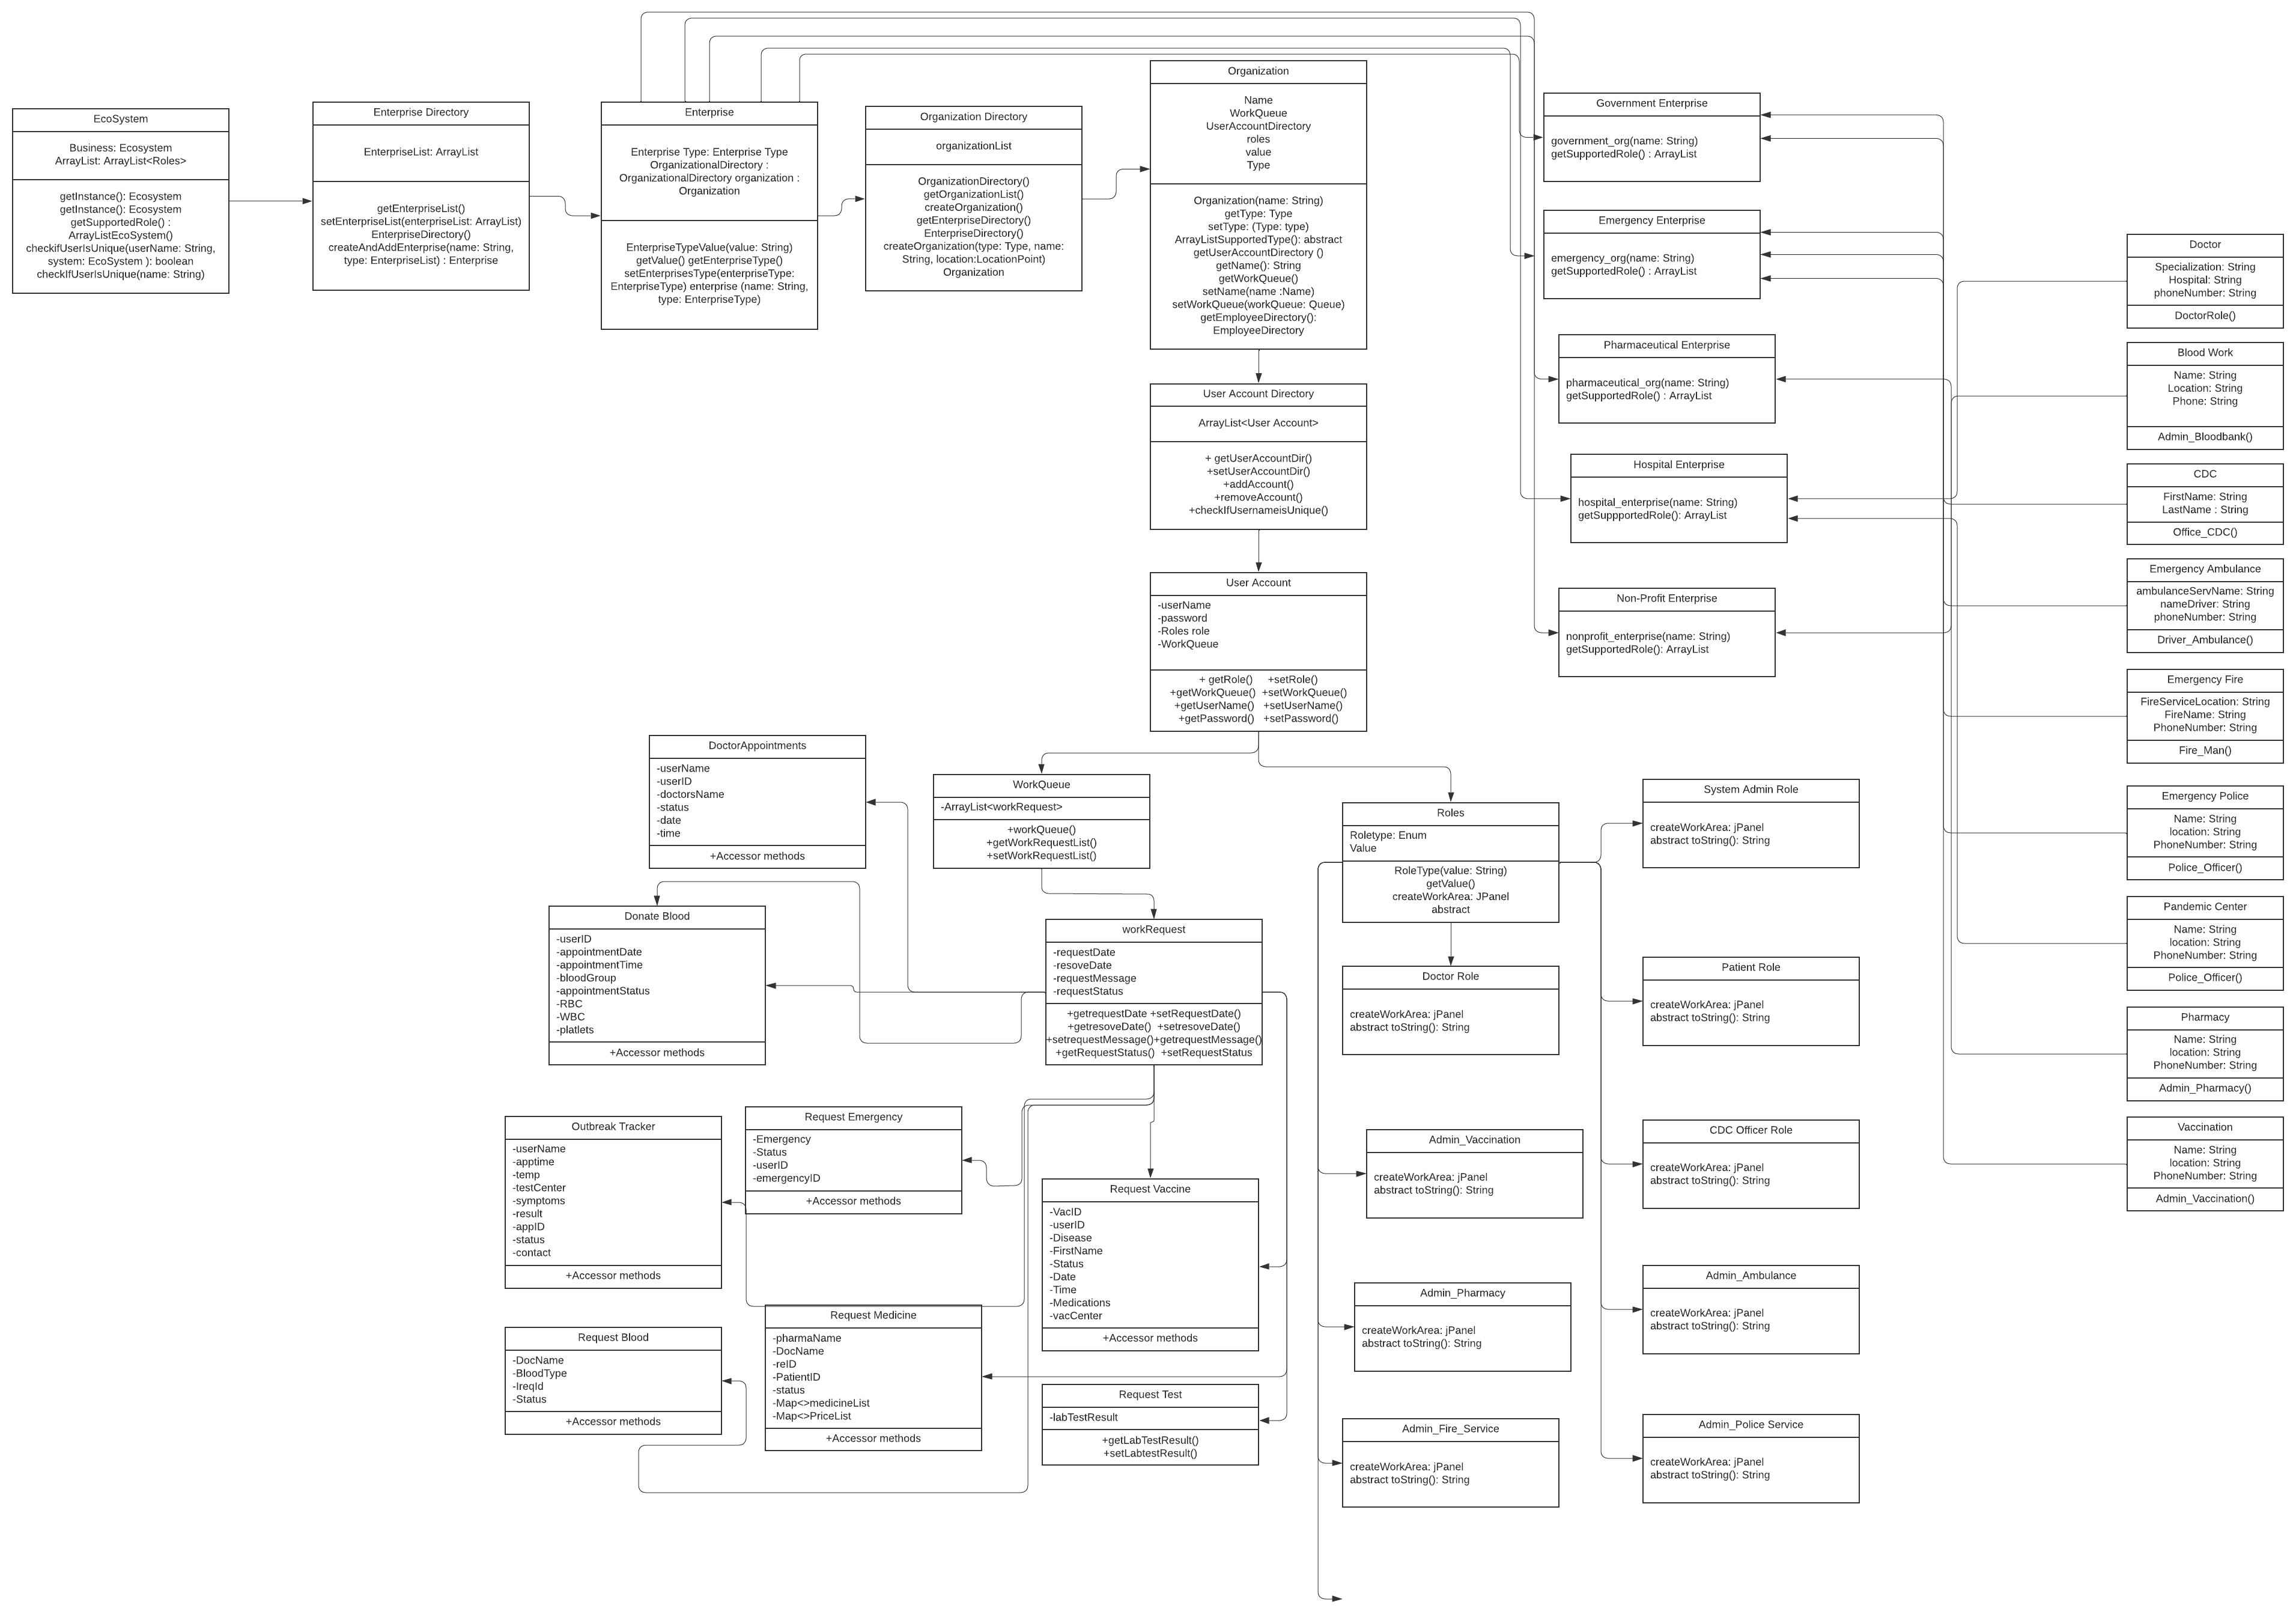 EcoSystem
Business: Ecosystem
ArrayList: ArrayList<Roles>
getInstance(): Ecosystem
getInstance(): Ecosystem
getSupportedRole() :
ArrayListEcoSystem()
checkifUserIsUnique(userName: String,
system: EcoSystem ): boolean
checkIfUserIsUnique(name: String)
Enterprise Directory
EnterpriseList: ArrayList
getEnterpriseList()
setEnterpriseList(enterpriseList: ArrayList)
EnterpriseDirectory()
createAndAddEnterprise(name: String,
type: EnterpriseList) : Enterprise
Enterprise
Enterprise Type: Enterprise Type
OrganizationalDirectory :
OrganizationalDirectory organization :
Organization
EnterpriseTypeValue(value: String)
getValue() getEnterpriseType()
setEnterprisesType(enterpriseType:
EnterpriseType) enterprise (name: String,
type: EnterpriseType)
Organization Directory
organizationList
OrganizationDirectory()
getOrganizationList()
createOrganization()
getEnterpriseDirectory()
EnterpriseDirectory()
createOrganization(type: Type, name:
String, location:LocationPoint)
Organization
Organization
Name
WorkQueue
UserAccountDirectory
roles
value
Type
Organization(name: String)
getType: Type
setType: (Type: type)
ArrayListSupportedType(): abstract
getUserAccountDirectory ()
getName(): String
getWorkQueue()
setName(name :Name)
setWorkQueue(workQueue: Queue)
getEmployeeDirectory():
EmployeeDirectory
User Account Directory
ArrayList<User Account>
+ getUserAccountDir()
+setUserAccountDir()
+addAccount()
+removeAccount()
+checkIfUsernameisUnique()
User Account
-userName
-password
-Roles role
-WorkQueue
+ getRole() +setRole()
+getWorkQueue() +setWorkQueue()
+getUserName() +setUserName()
+getPassword() +setPassword()
Government Enterprise
government_org(name: String)
getSupportedRole() : ArrayList
Emergency Enterprise
emergency_org(name: String)
getSupportedRole() : ArrayList
Pharmaceutical Enterprise
pharmaceutical_org(name: String)
getSupportedRole() : ArrayList
Hospital Enterprise
hospital_enterprise(name: String)
getSuppportedRole(): ArrayList
Non-Profit Enterprise
nonprofit_enterprise(name: String)
getSupportedRole(): ArrayList
Doctor
Specialization: String
Hospital: String
phoneNumber: String
DoctorRole()
Blood Work
Name: String
Location: String
Phone: String
Admin_Bloodbank()
CDC
FirstName: String
LastName : String
Office_CDC()
Emergency Ambulance
ambulanceServName: String
nameDriver: String
phoneNumber: String
Driver_Ambulance()
Emergency Fire
FireServiceLocation: String
FireName: String
PhoneNumber: String
Fire_Man()
Emergency Police
Name: String
location: String
PhoneNumber: String
Police_Officer()
Pandemic Center
Name: String
location: String
PhoneNumber: String
Police_Officer()
Pharmacy
Name: String
location: String
PhoneNumber: String
Admin_Pharmacy()
Vaccination
Name: String
location: String
PhoneNumber: String
Admin_Vaccination()
DoctorAppointments
-userName
-userID
-doctorsName
-status
-date
-time
+Accessor methods
WorkQueue
-ArrayList<workRequest>
+workQueue()
+getWorkRequestList()
+setWorkRequestList()
Donate Blood
-userID
-appointmentDate
-appointmentTime
-bloodGroup
-appointmentStatus
-RBC
-WBC
-platlets
+Accessor methods
workRequest
-requestDate
-resoveDate
-requestMessage
-requestStatus
+getrequestDate +setRequestDate()
+getresoveDate() +setresoveDate()
+setrequestMessage()+getrequestMessage()
+getRequestStatus() +setRequestStatus
Outbreak Tracker
-userName
-apptime
-temp
-testCenter
-symptoms
-result
-appID
-status
-contact
+Accessor methods
Request Emergency
-Emergency
-Status
-userID
-emergencyID
+Accessor methods
Request Vaccine
-VacID
-userID
-Disease
-FirstName
-Status
-Date
-Time
-Medications
-vacCenter
+Accessor methods
Request Blood
-DocName
-BloodType
-IreqId
-Status
+Accessor methods
Request Medicine
-pharmaName
-DocName
-reID
-PatientID
-status
-Map<>medicineList
-Map<>PriceList
+Accessor methods
Request Test
-labTestResult
+getLabTestResult()
+setLabtestResult()
Roles
Roletype: Enum
Value
RoleType(value: String)
getValue()
createWorkArea: JPanel
abstract
Doctor Role
createWorkArea: jPanel
abstract toString(): String
Admin_Vaccination
createWorkArea: jPanel
abstract toString(): String
Admin_Pharmacy
createWorkArea: jPanel
abstract toString(): String
Admin_Fire_Service
createWorkArea: jPanel
abstract toString(): String
System Admin Role
createWorkArea: jPanel
abstract toString(): String
Patient Role
createWorkArea: jPanel
abstract toString(): String
CDC Officer Role
createWorkArea: jPanel
abstract toString(): String
Admin_Ambulance
createWorkArea: jPanel
abstract toString(): String
Admin_Police Service
createWorkArea: jPanel
abstract toString(): String